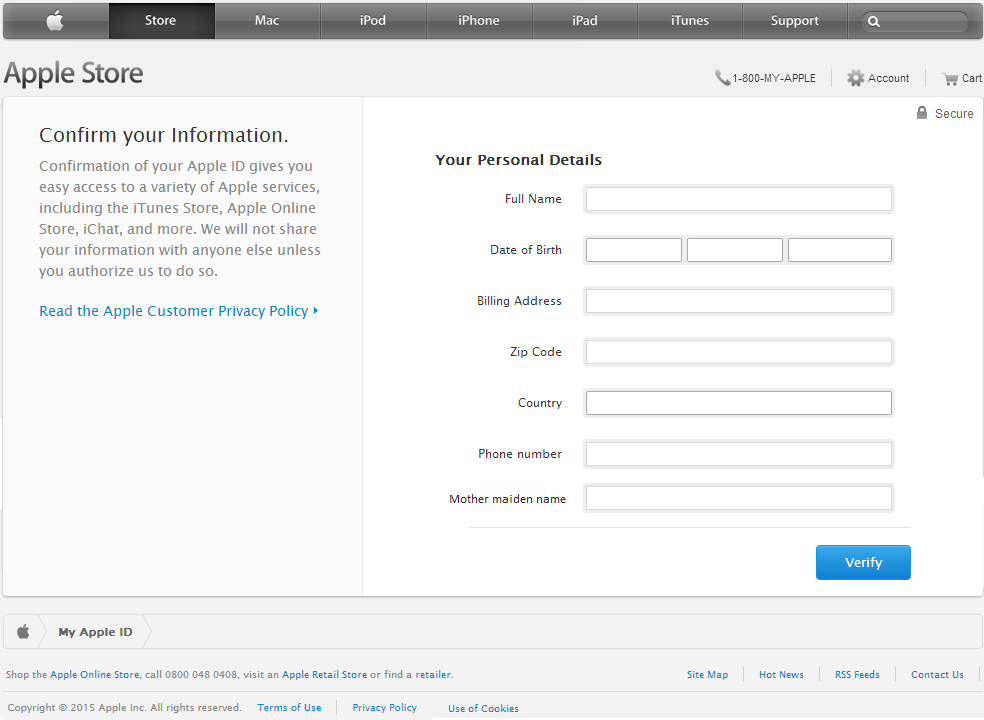 Store Mac iPod iPhone iPad iTunes Support
Apple Store
1-800-MY-APPLE Account Cart
Secure
Confirm your Information.
Confirmation of your Apple ID gives you
easy access to a variety of Apple services,
including the iTunes Store, Apple Online
Store, iChat, and more. We will not share
your information with anyone else unless
you authorize us to do so.
Read the Apple Customer Privacy Policy
Your Personal Details
Full Name
Date of Birth
Billing Address
Zip Code
Country
Phone number
Mother maiden name
Verify
My Apple ID
Shop the Apple Online Store, call 0800 048 0408, visit an Apple Retail Store or find a retailer.
Site Map Hot News RSS Feeds Contact Us
Copyright © 2015 Apple Inc. All rights reserved. Terms of Use Privacy Policy Use of Cookies